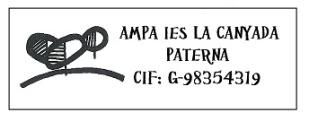 AMPA IES LA CANYADA
PATERNA
CIF: G-98354319